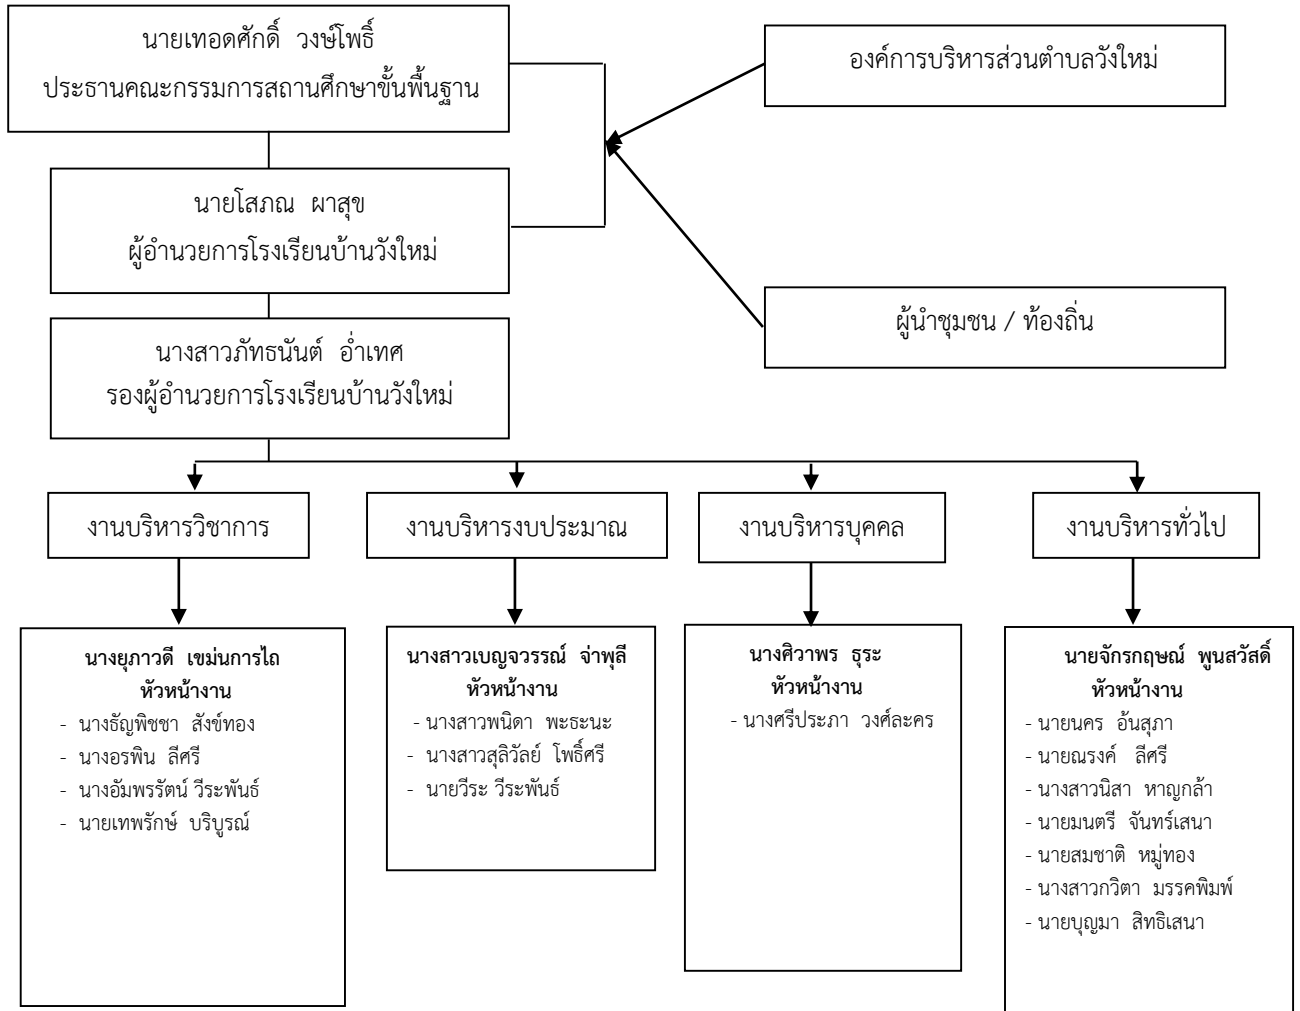 นายเทอดศักดิ์ วงษ์โพธิ์
ประธานคณะกรรมการสถานศึกษาขั้นพื้นฐาน
องค์การบริหารส่วนตำบลวังใหม่
นายโสภณ ผาสุข
ผู้อำนวยการโรงเรียนบ้านวังใหม่
ผู้นำชุมชน / ท้องถิ่น
นางสาวภัทธนันต์ อ่ำเทศ
รองผู้อำนวยการโรงเรียนบ้านวังใหม่
งานบริหารวิชาการ
งานบริหารงบประมาณ
งานบริหารบุคคล
งานบริหารทั่วไป
นางยุภาวดี เขม่นการไถ
หัวหน้างาน
- นางธัญพิชชา สังข์ทอง
- นางอรพิน ลีศรี
- นางอัมพรรัตน์ วีระพันธ์
- นายเทพรักษ์ บริบูรณ์
นางสาวเบญจวรรณ์ จ่าพุลี
หัวหน้างาน
- นางสาวพนิดา พะธะนะ
- นางสาวสุลิวัลย์ โพธิ์ศรี
- นายวีระ วีระพันธ์
นางศิวาพร ธุระ
หัวหน้างาน
- นางศรีประภา วงศ์ละคร
นายจักรกฤษณ์ พูนสวัสดิ์
หัวหน้างาน
- นายนคร อ้นสุภา
- นายณรงค์ ลีศรี
- นางสาวนิสา หาญกล้า
- นายมนตรี จันทร์เสนา
- นายสมชาติ หมู่ทอง
- นางสาวกวิตา มรรคพิมพ์
- นายบุญมา สิทธิเสนา